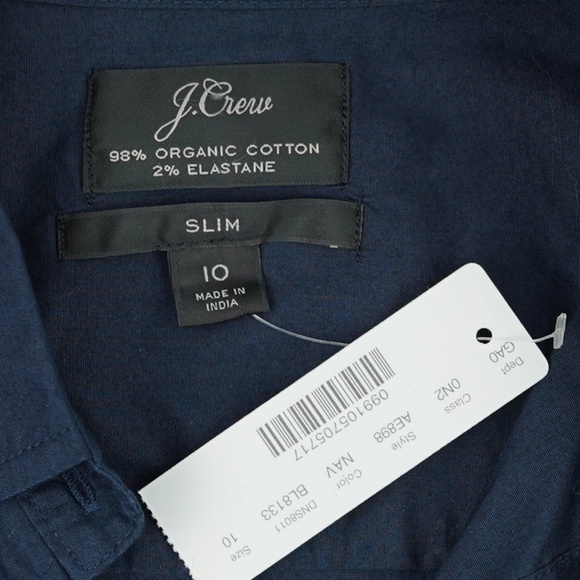 J.Crew
98% ORGANIC COTTON
2% ELASTANE
SLIM
10
MADE IN
INDIA
099105705717
Dept Class Style Color DNS8011 Size
GA0 0N2 AE898 NAV BL8133 10